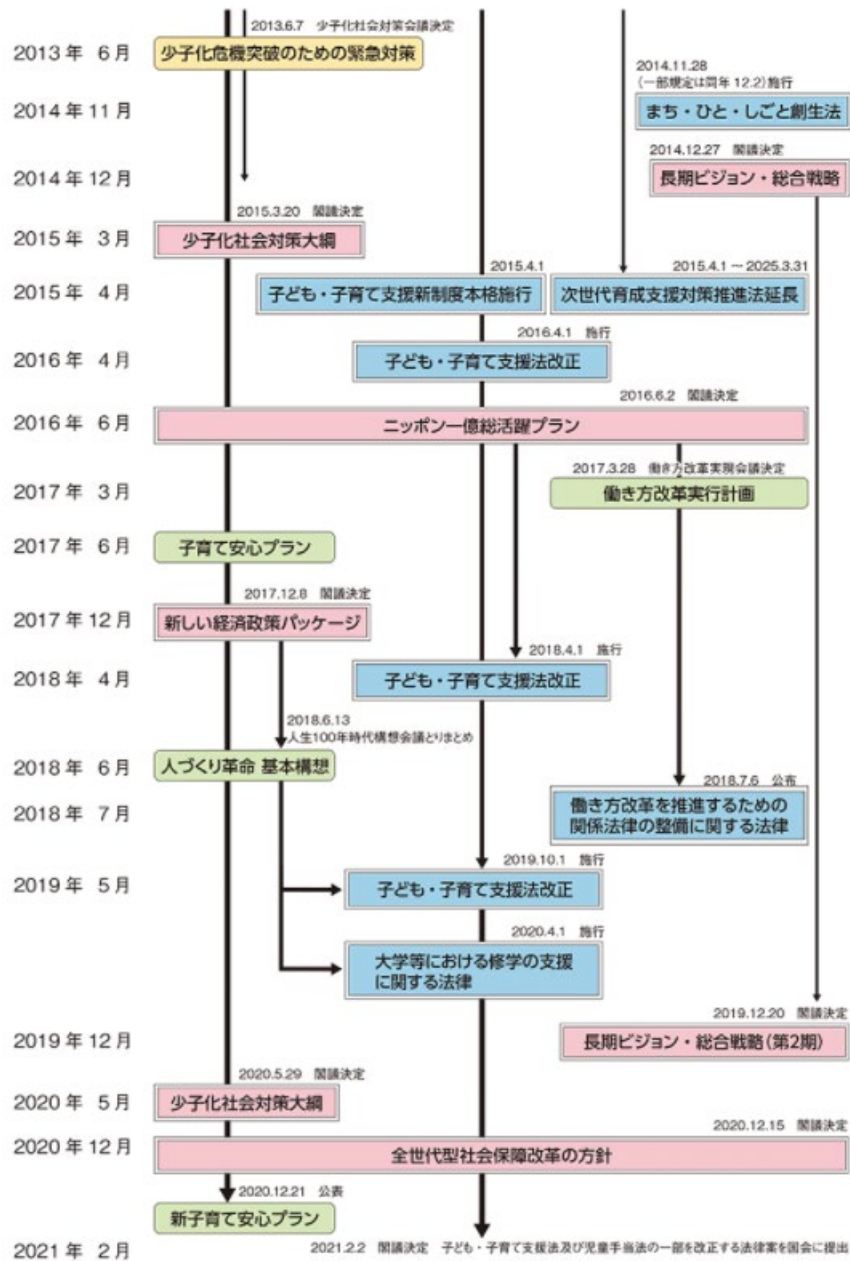 2013.6.7 少子化社会対策会議決定
2013年 6月
少子化危機突破のための緊急対策
2014.11.28
(一部規定は同年12.2)施行
2014年11月
まち・ひと・しごと創生法
2014.12.27 閣議決定
2014年12月
長期ビジョン・総合戦略
2015.3.20 閣議決定
2015年 3月
少子化社会対策大綱
2015.4.1
2015.4.1 ～ 2025.3.31
2015年 4月
子ども・子育て支援新制度本格施行
次世代育成支援対策推進法延長
2016.4.1 施行
2016年 4月
子ども・子育て支援法改正
2016.6.2 閣議決定
2016年 6月
ニッポン一億総活躍プラン
2017.3.28 働き方改革実現会議決定
2017年 3月
働き方改革実行計画
2017年 6月
子育て安心プラン
2017.12.8 閣議決定
2017年12月
新しい経済政策パッケージ
2018.4.1 施行
2018年 4月
子ども・子育て支援法改正
2018.6.13
人生100年時代構想会議とりまとめ
2018年 6月
人づくり革命 基本構想
2018.7.6 公布
2018年 7月
働き方改革を推進するための
関係法律の整備に関する法律
2019.10.1 施行
2019年 5月
子ども・子育て支援法改正
2020.4.1 施行
大学等における修学の支援
に関する法律
2019.12.20 閣議決定
2019年12月
長期ビジョン・総合戦略(第2期)
2020.5.29 閣議決定
2020年 5月
少子化社会対策大綱
2020.12.15 閣議決定
2020年12月
全世代型社会保障改革の方針
2020.12.21 公表
新子育て安心プラン
2021年 2月
2021.2.2 閣議決定 子ども・子育て支援法及び児童手当法の一部を改正する法律案を国会に提出